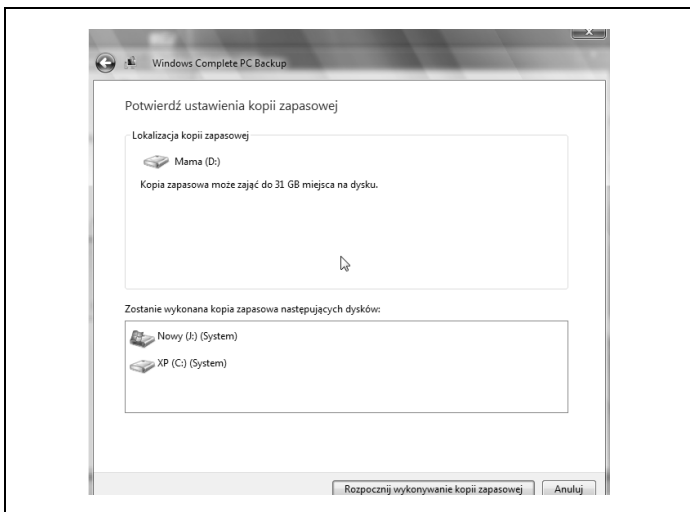 Windows Complete PC Backup
Potwierdź ustawienia kopii zapasowej
Lokalizacja kopii zapasowej
Mama (D:)
Kopia zapasowa może zająć do 31 GB miejsca na dysku.
Zostanie wykonana kopia zapasowa następujących dysków:
Nowy (J:) (System)
XP (C:) (System)
Rozpocznij wykonywanie kopii zapasowej Anuluj